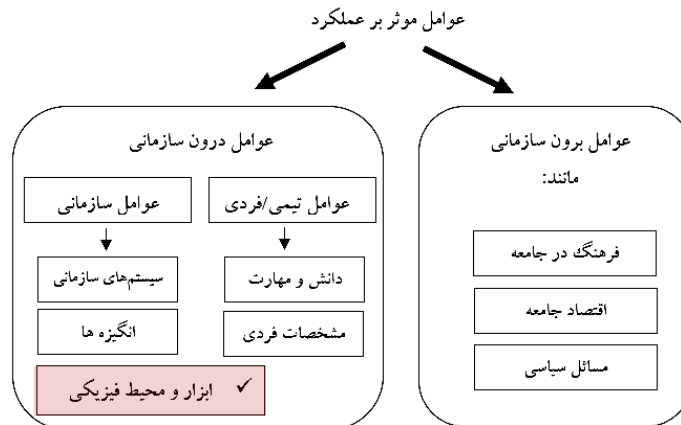 عوامل موثر بر عملکرد
عوامل برون سازمانی
مانند:
فرهنگ در جامعه
اقتصاد جامعه
مسائل سیاسی
عوامل درون سازمانی
عوامل تیمی/فردی
دانش و مهارت
مشخصات فردی
عوامل سازمانی
سیستم‌های سازمانی
انگیزه ها
✓ ابزار و محیط فیزیکی